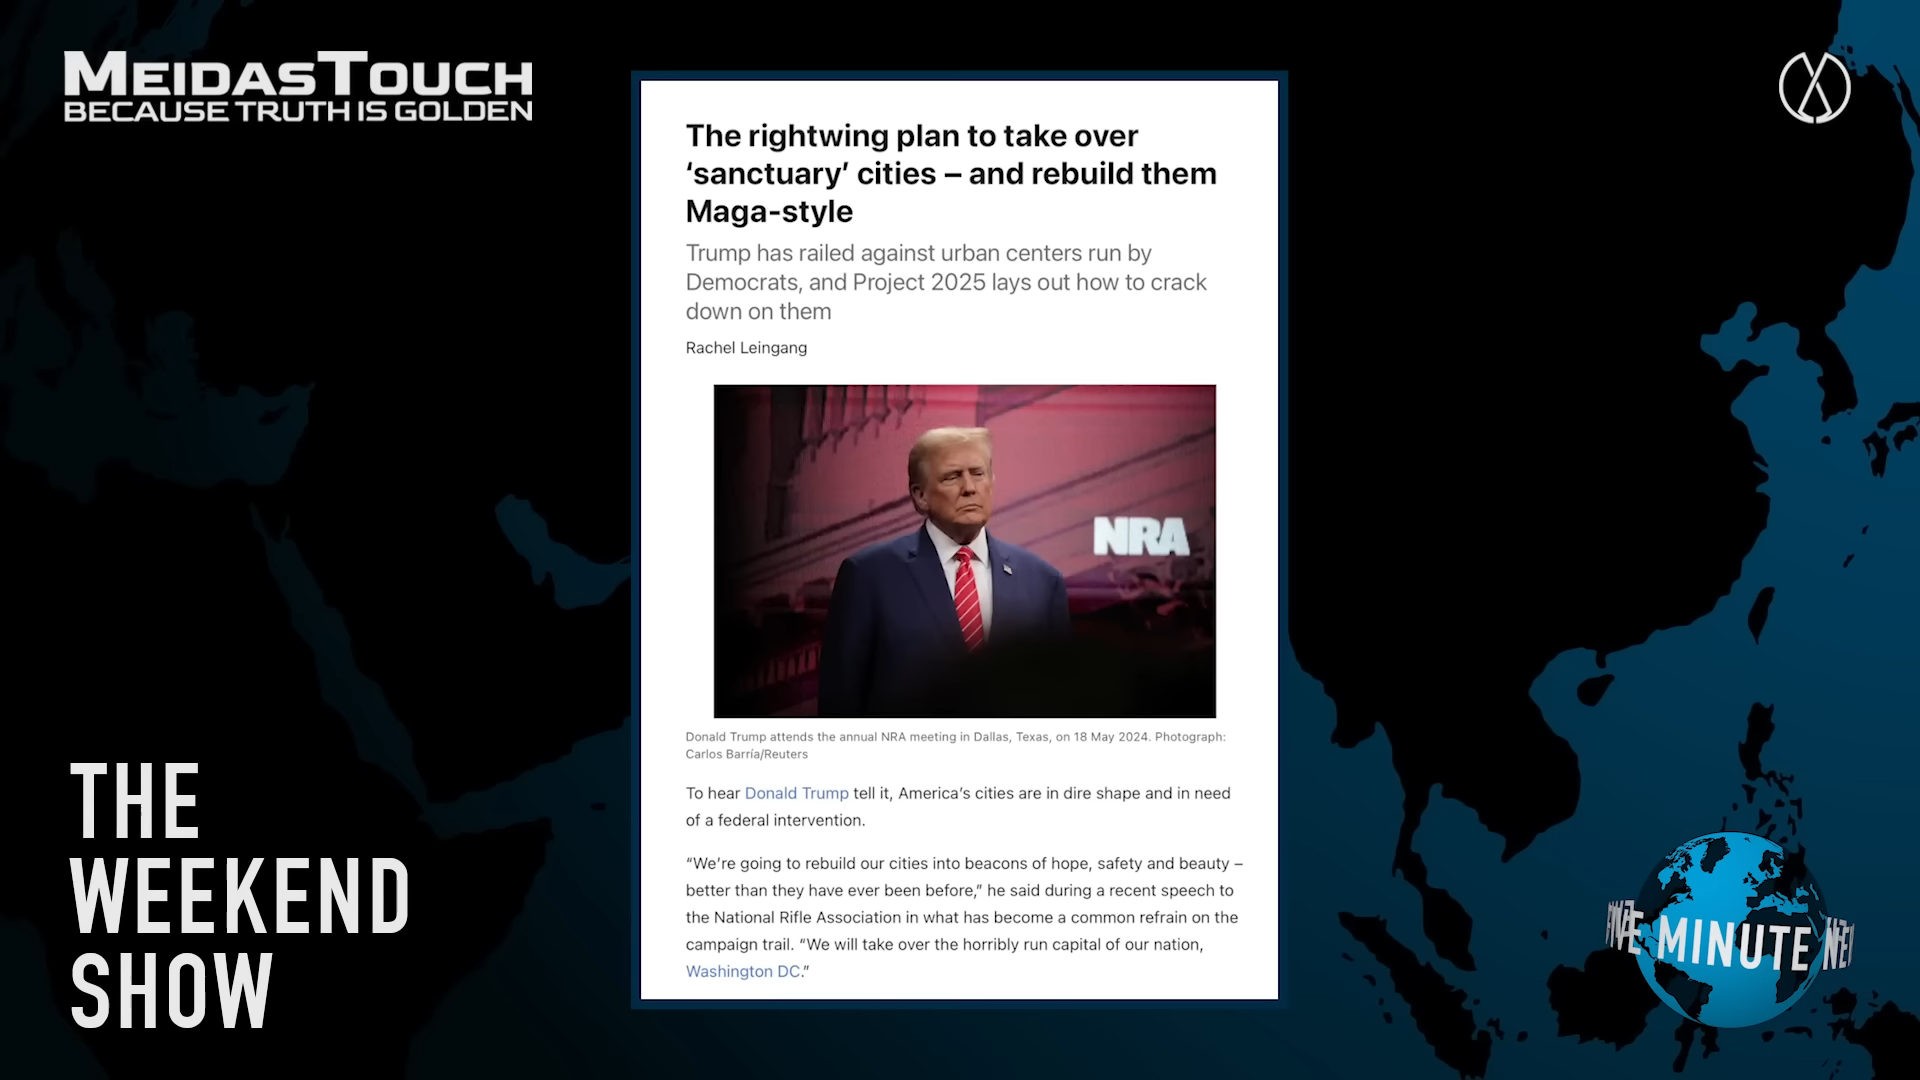 MEIDASTOUCH
BECAUSE TRUTH IS GOLDEN
The rightwing plan to take over
‘sanctuary’ cities – and rebuild them
Maga-style
Trump has railed against urban centers run by
Democrats, and Project 2025 lays out how to crack
down on them
Rachel Leingang
NRA
Donald Trump attends the annual NRA meeting in Dallas, Texas, on 18 May 2024. Photograph:
Carlos Barría/Reuters
To hear Donald Trump tell it, America’s cities are in dire shape and in need
of a federal intervention.
“We’re going to rebuild our cities into beacons of hope, safety and beauty –
better than they have ever been before,” he said during a recent speech to
the National Rifle Association in what has become a common refrain on the
campaign trail. “We will take over the horribly run capital of our nation,
Washington DC.”
THE
WEEKEND
SHOW
MINUTE